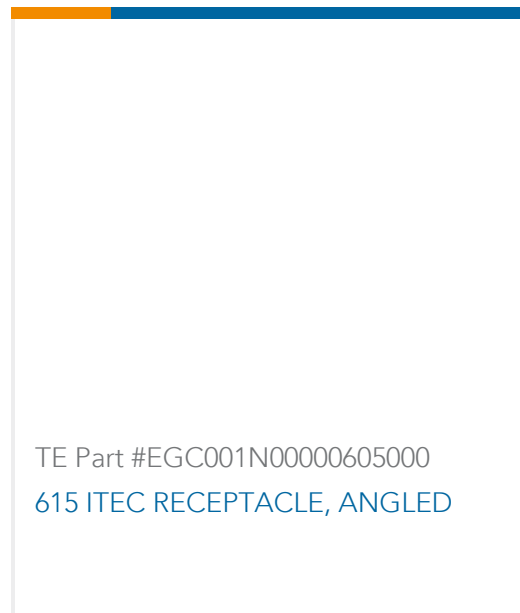 TE Part #EGC001N00000605000
615 ITEC RECEPTACLE, ANGLED